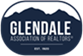 GLENDALE
ASSOCIATION OF REALTORS®
EST. 1920